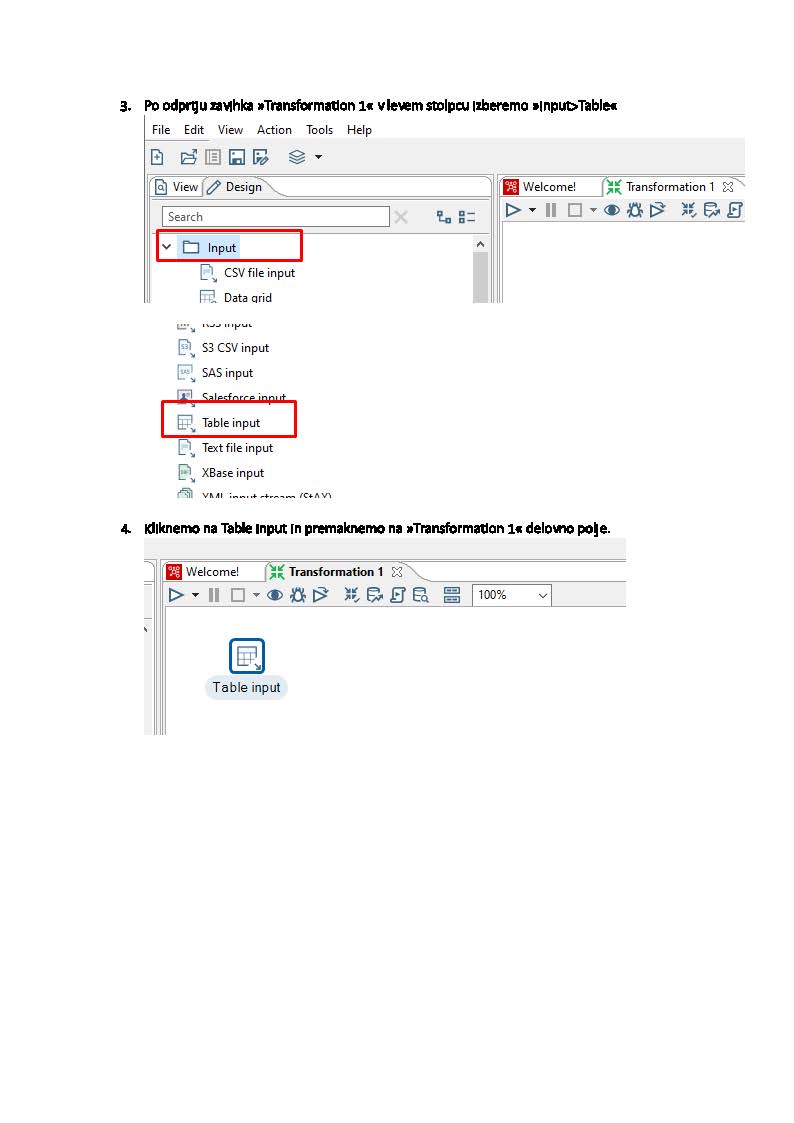 3. Po odprtju zavihka »Transformation 1« v levem stolpcu izberemo »Input>Table«
File Edit View Action Tools Help
View Design
Welcome! Transformation 1
Search
Input
CSV file input
Data grid
RSS input
S3 CSV input
SAS input
Salesforce input
Table input
Text file input
XBase input
XML input stream (StAX)
4. Kliknemo na Table input in premaknemo na »Transformation 1« delovno polje.
Welcome! Transformation 1
100%
Table input